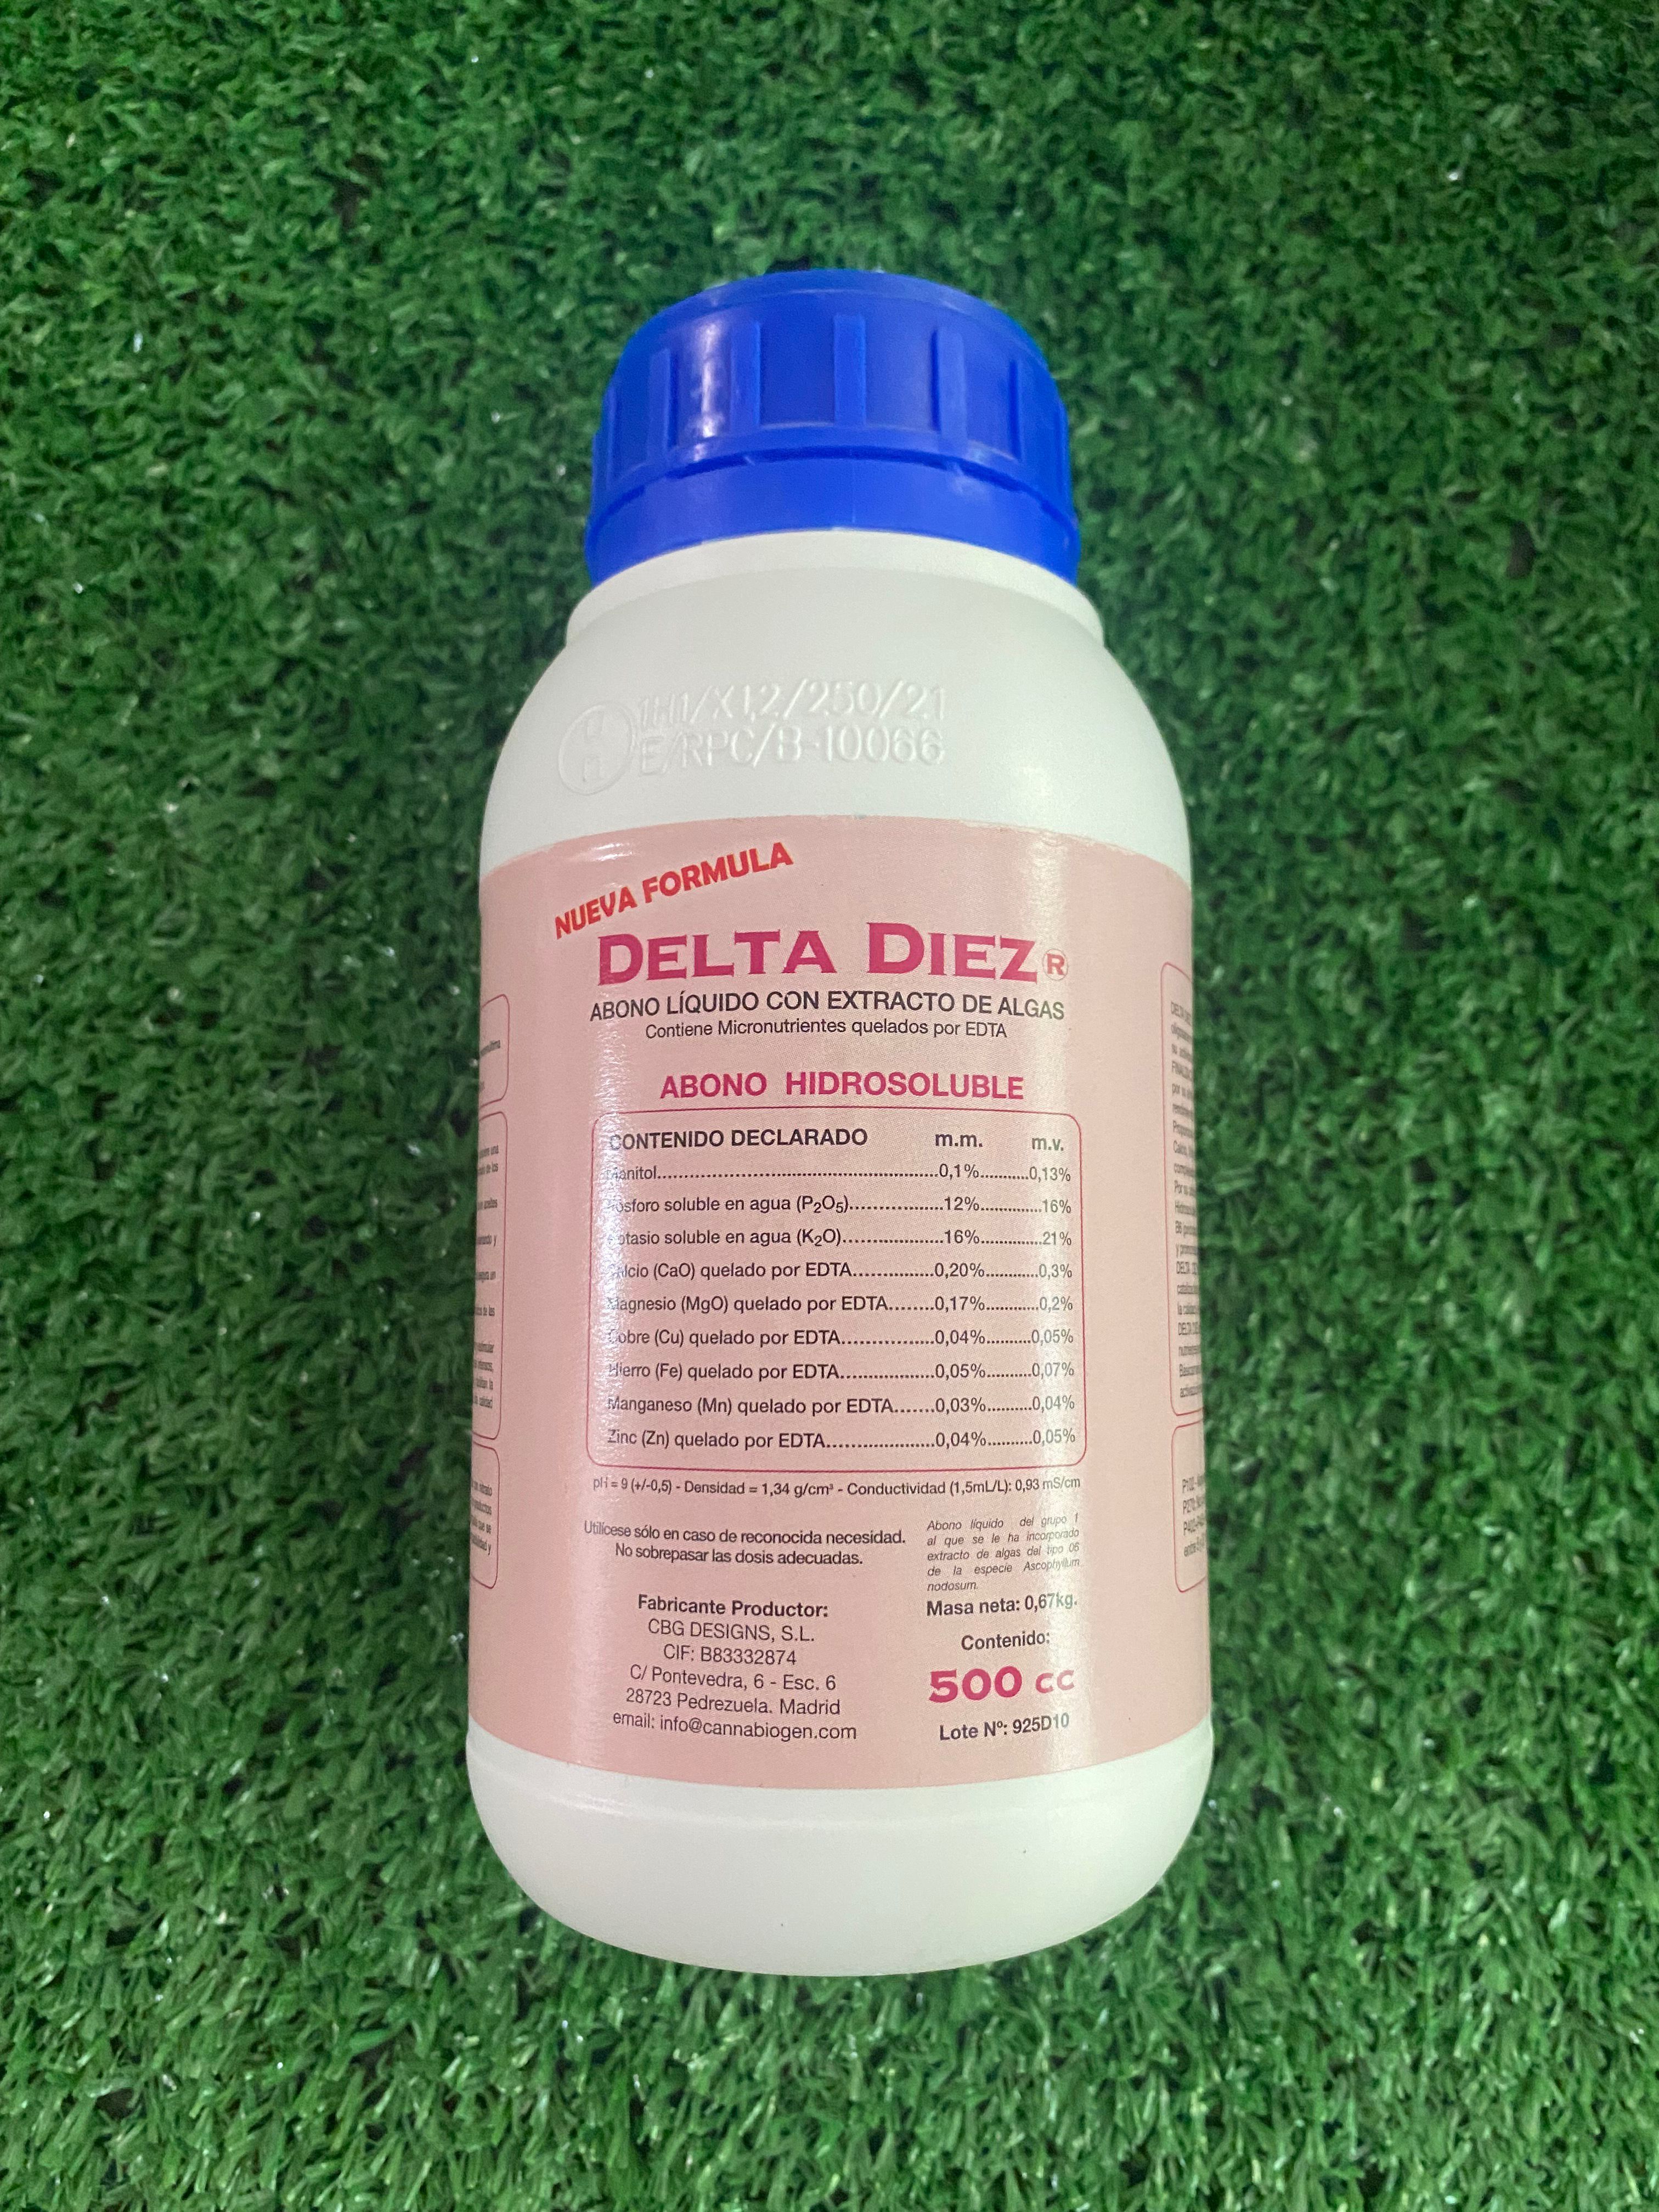 1H1/X1,2/250/21
E/RPC/B-10066
NUEVA FORMULA
DELTA DIEZ®
ABONO LÍQUIDO CON EXTRACTO DE ALGAS
Contiene Micronutrientes quelados por EDTA
ABONO HIDROSOLUBLE
CONTENIDO DECLARADO m.m. m.v.
Manitol..........0,1%..........0,13%
Fósforo soluble en agua (P2O5)..........12%..........16%
Potasio soluble en agua (K2O)..........16%..........21%
Calcio (CaO) quelado por EDTA..........0,20%..........0,3%
Magnesio (MgO) quelado por EDTA..........0,17%..........0,2%
Cobre (Cu) quelado por EDTA..........0,04%..........0,05%
Hierro (Fe) quelado por EDTA..........0,05%..........0,07%
Manganeso (Mn) quelado por EDTA..........0,03%..........0,04%
Zinc (Zn) quelado por EDTA..........0,04%..........0,05%
pH = 9 (+/-0,5) - Densidad = 1,34 g/cm³ - Conductividad (1,5mL/L): 0,93 mS/cm
Utilícese sólo en caso de reconocida necesidad.
No sobrepasar las dosis adecuadas.
Abono líquido del grupo 1
al que se le ha incorporado
extracto de algas del tipo 06
de la especie Ascophyllum
nodosum.
Fabricante Productor:
CBG DESIGNS, S.L.
CIF: B83332874
C/ Pontevedra, 6 - Esc. 6
28723 Pedrezuela. Madrid
email: info@cannabiogen.com
Masa neta: 0,67kg.
Contenido:
500 cc
Lote Nº: 925D10